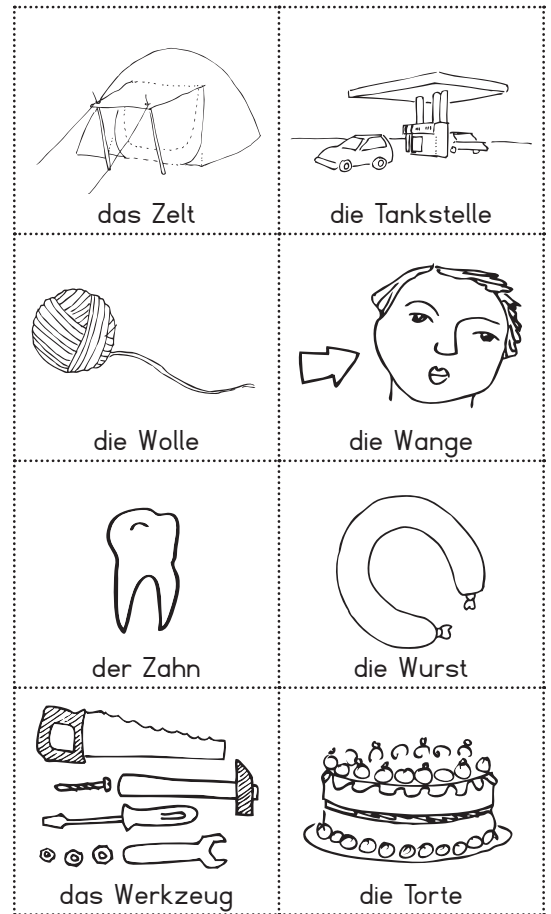 das Zelt
die Tankstelle
die Wolle
die Wange
der Zahn
die Wurst
das Werkzeug
die Torte